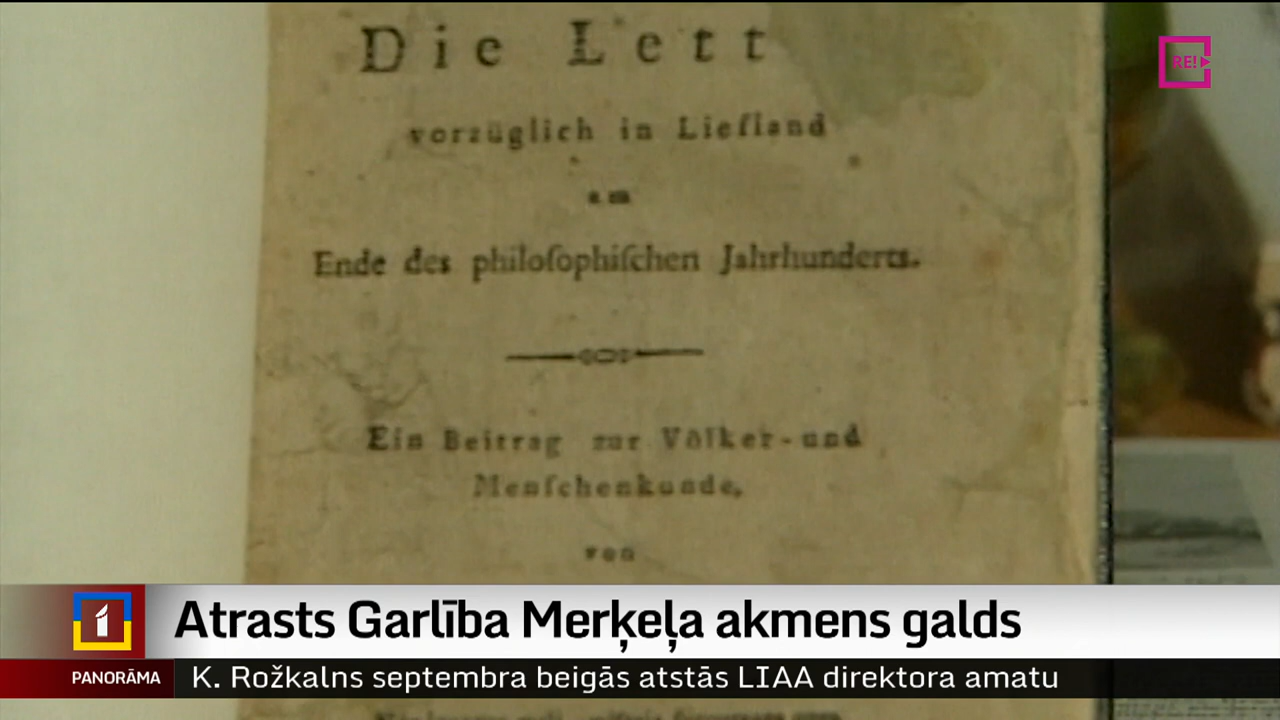 Die Lett
vorzüglich in Liefland
am
Ende des philoſophiſchen Jahrhunderts.
Ein Beitrag zur Völker-und
Menſchenkunde,
von
RE!
1
Atrasts Garlība Merķeļa akmens galds
PANORĀMA
K. Rožkalns septembra beigās atstās LIAA direktora amatu